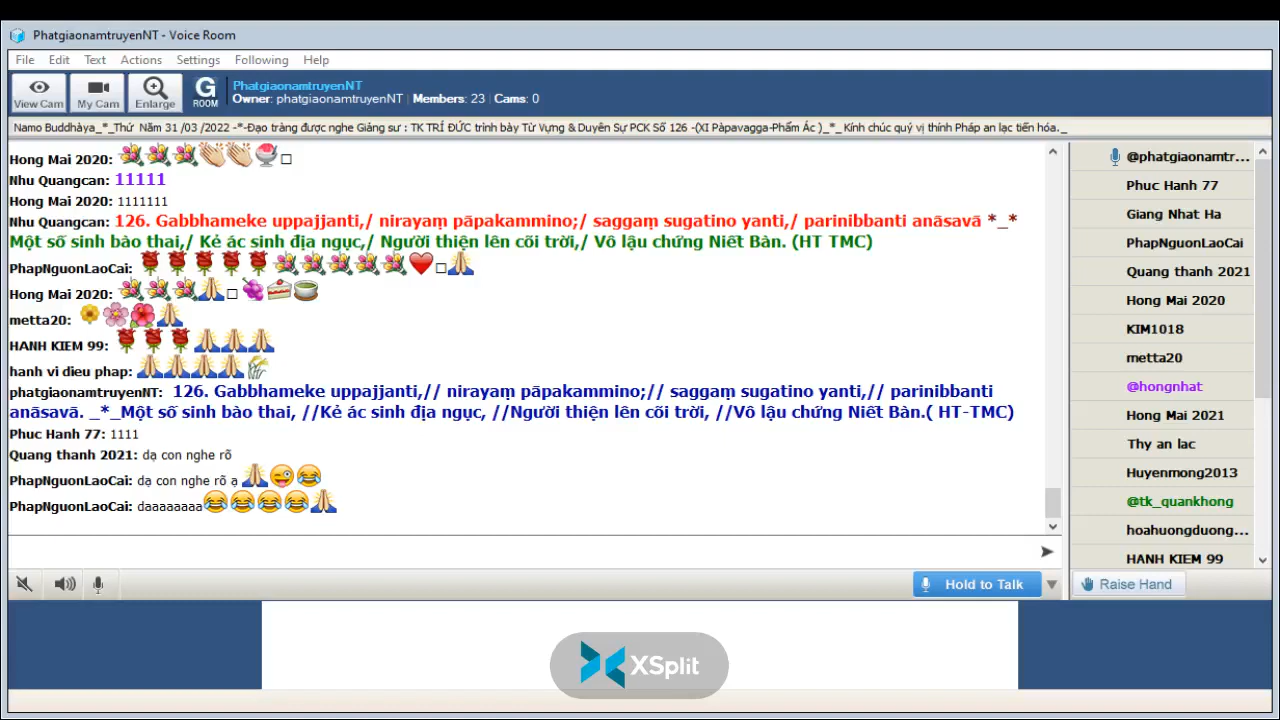 PhatgiaonamtruyenNT - Voice Room
File Edit Text Actions Settings Following Help
View Cam My Cam Enlarge G ROOM
PhatgiaonamtruyenNT
Owner: phatgiaonamtruyenNT | Members: 23 | Cams: 0
Namo Buddhàya_*_Thứ Năm 31 /03 /2022 -*-Đạo tràng được nghe Giảng sư : TK TRÍ ĐỨC trình bày Từ Vựng & Duyên Sự PCK Số 126 -(XI Pàpavagga-Phẩm Ác )_*_ Kính chúc quý vị thính Pháp an lạc tiến hóa._
Hong Mai 2020: 💐💐💐👏🏻👏🏻🍧□
Nhu Quangcan: 11111
Hong Mai 2020: 1111111
Nhu Quangcan: 126. Gabbhameke uppajjanti,/ nirayaṃ pāpakammino;/ saggaṃ sugatino yanti,/ parinibbanti anāsavā *_*
Một số sinh bào thai,/ Kẻ ác sinh địa ngục,/ Người thiện lên cõi trời,/ Vô lậu chứng Niết Bàn. (HT TMC)
PhapNguonLaoCai: 🌹🌹🌹🌹🌹💐💐💐💐💐❤️□🙏🏻
Hong Mai 2020: 💐💐💐🙏🏻□ 🍇🍰🍵
metta20: 🌼🌸🌺🙏🏻
HANH KIEM 99: 🌹🌹🌹🙏🏻🙏🏻🙏🏻
hanh vi dieu phap: 🙏🏻🙏🏻🙏🏻🙏🏻🌾
phatgiaonamtruyenNT: 126. Gabbhameke uppajjanti,// nirayaṃ pāpakammino;// saggaṃ sugatino yanti,// parinibbanti
anāsavā. _*_Một số sinh bào thai, //Kẻ ác sinh địa ngục, //Người thiện lên cõi trời, //Vô lậu chứng Niết Bàn.( HT-TMC)
Phuc Hanh 77: 1111
Quang thanh 2021: dạ con nghe rõ
PhapNguonLaoCai: dạ con nghe rõ ạ 🙏🏻😜😂
PhapNguonLaoCai: daaaaaaaa😂😂😂😂🙏🏻
@phatgiaonamtr...
Phuc Hanh 77
Giang Nhat Ha
PhapNguonLaoCai
Quang thanh 2021
Hong Mai 2020
KIM1018
metta20
@hongnhat
Hong Mai 2021
Thy an lac
Huyenmong2013
@tk_quankhong
hoahuongduong...
HANH KIEM 99
Hold to Talk
Raise Hand
XSplit